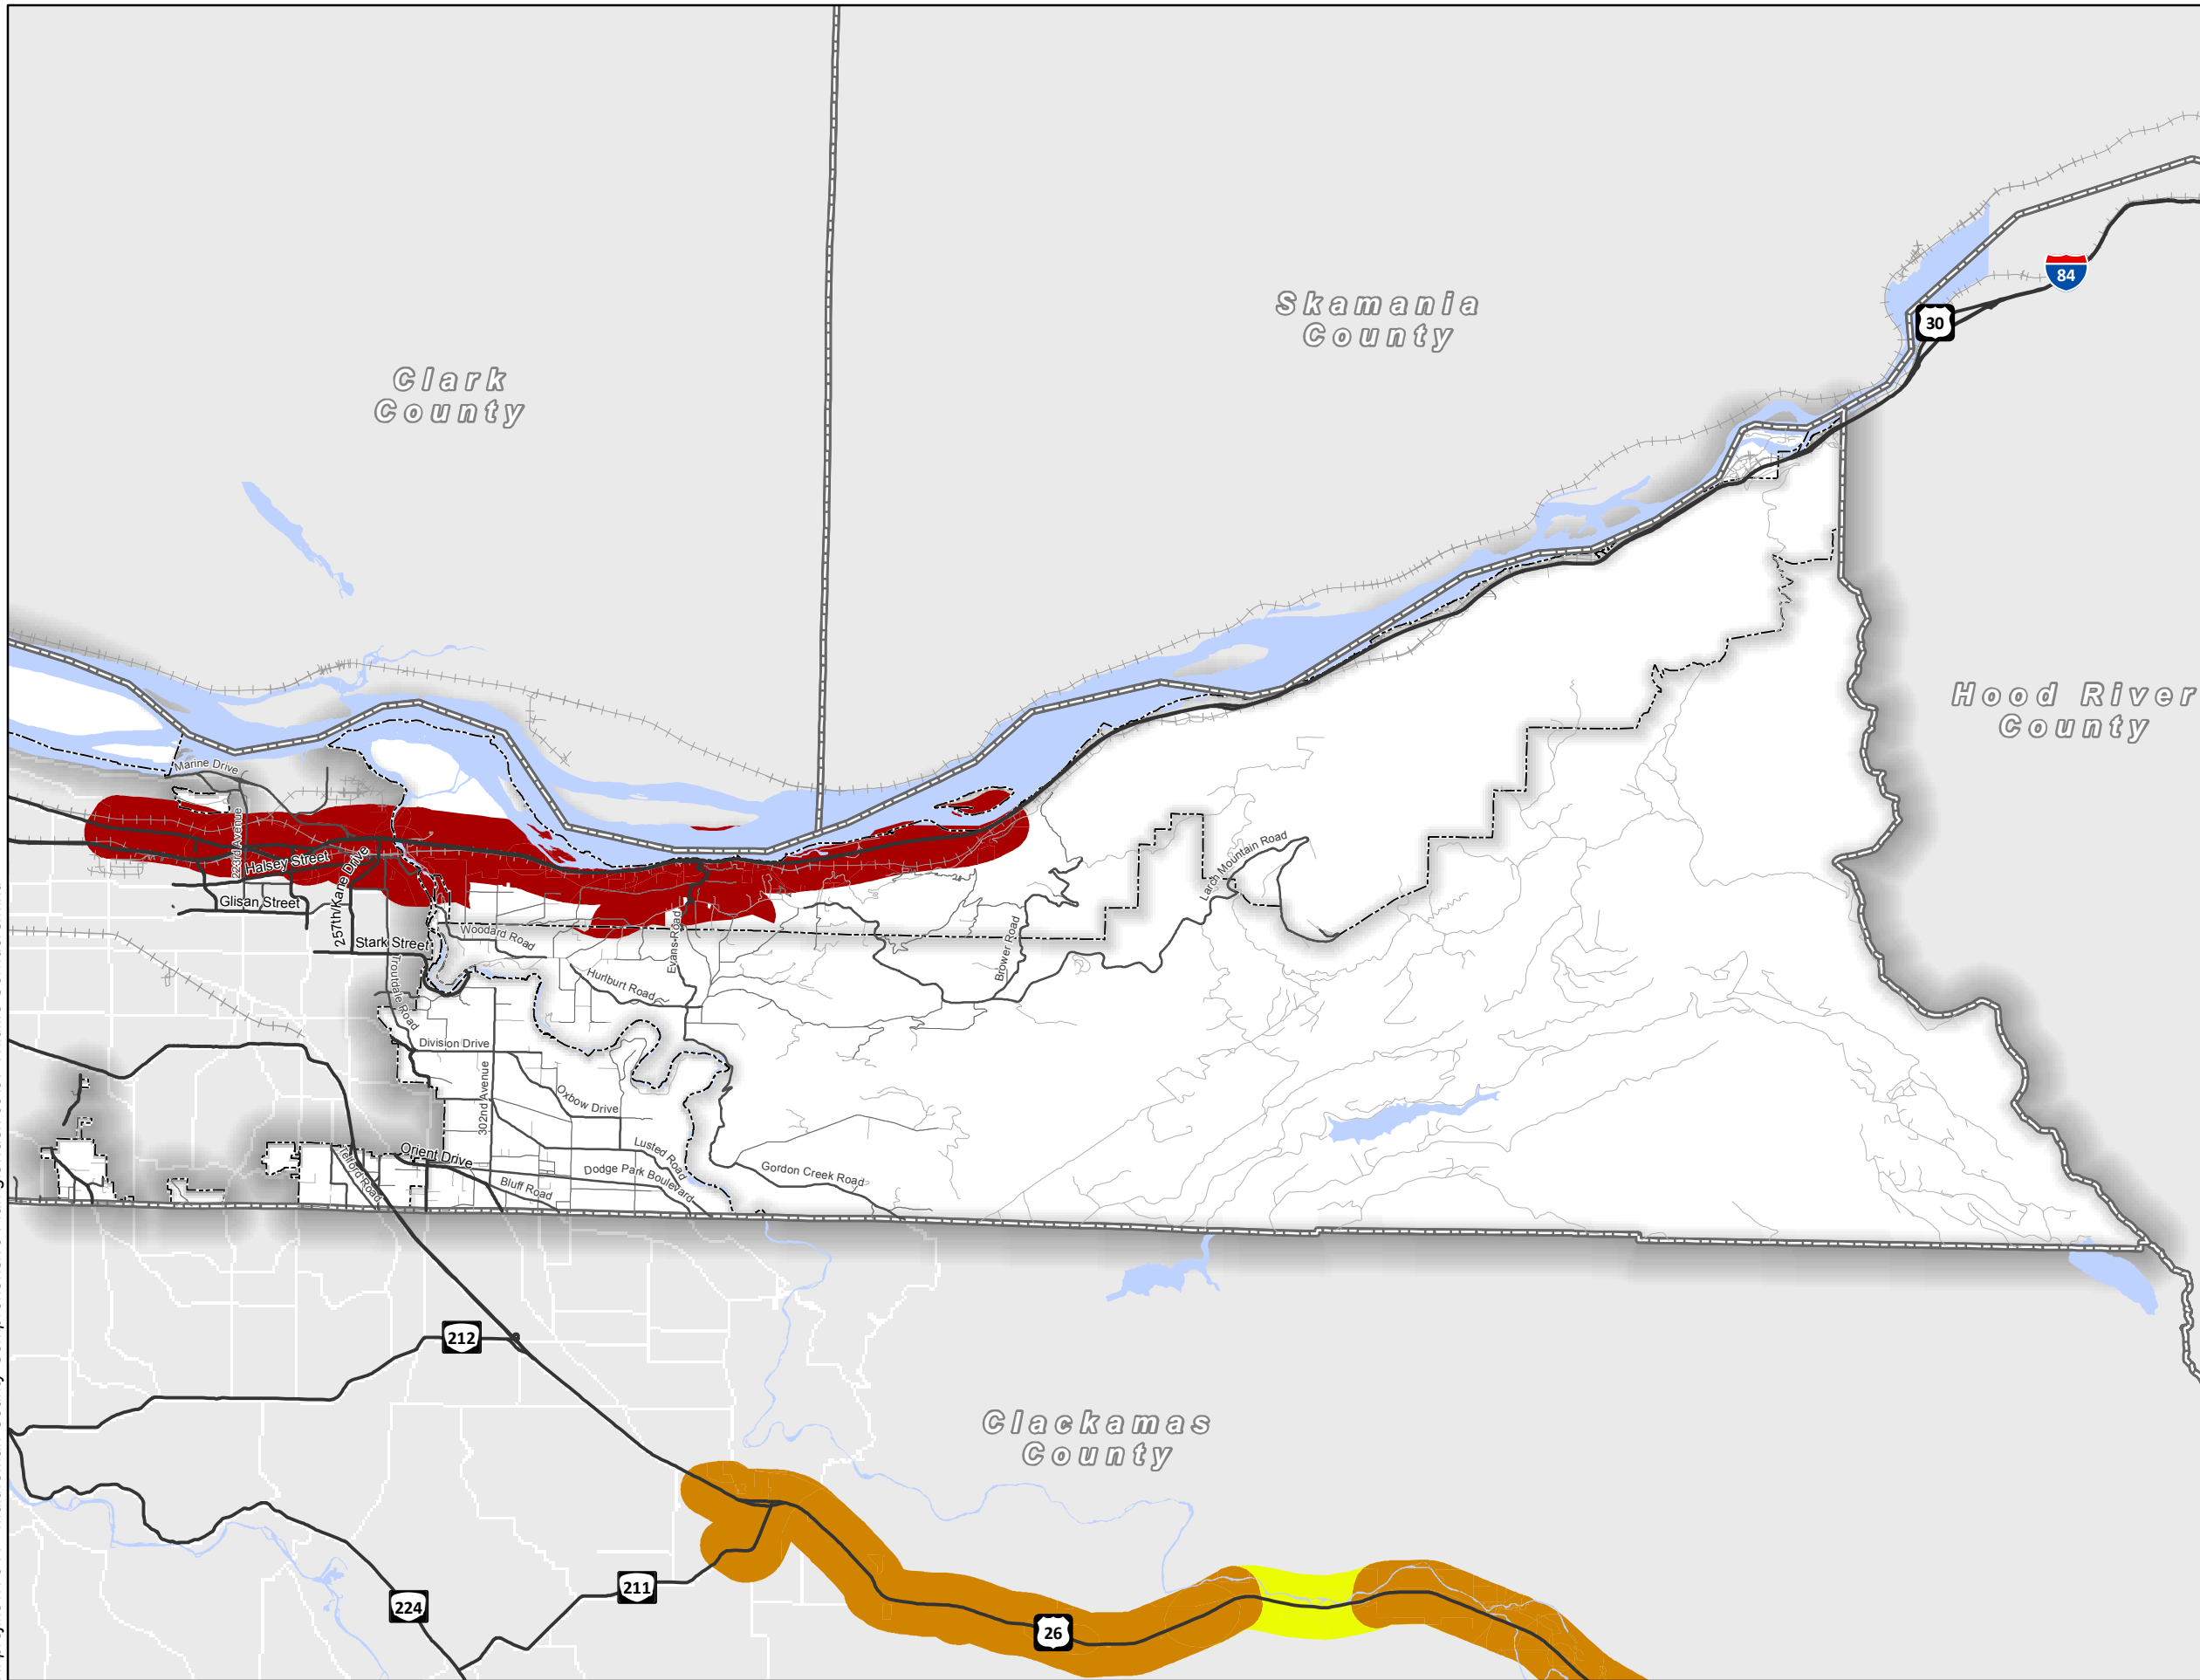 84
30
Skamania
County
Clark
County
Hood River
County
Marine Drive
223rd Avenue
Halsey Street
257th/Kane Drive
Glisan Street
Stark Street
Troutdale Road
Woodard Road
Evans Road
Hurlburt Road
Brower Road
Larch Mountain Road
Division Drive
302nd Avenue
Oxbow Drive
Orient Drive
Telford Road
Lusted Road
Dodge Park Boulevard
Bluff Road
Gordon Creek Road
212
Clackamas
County
211
224
26